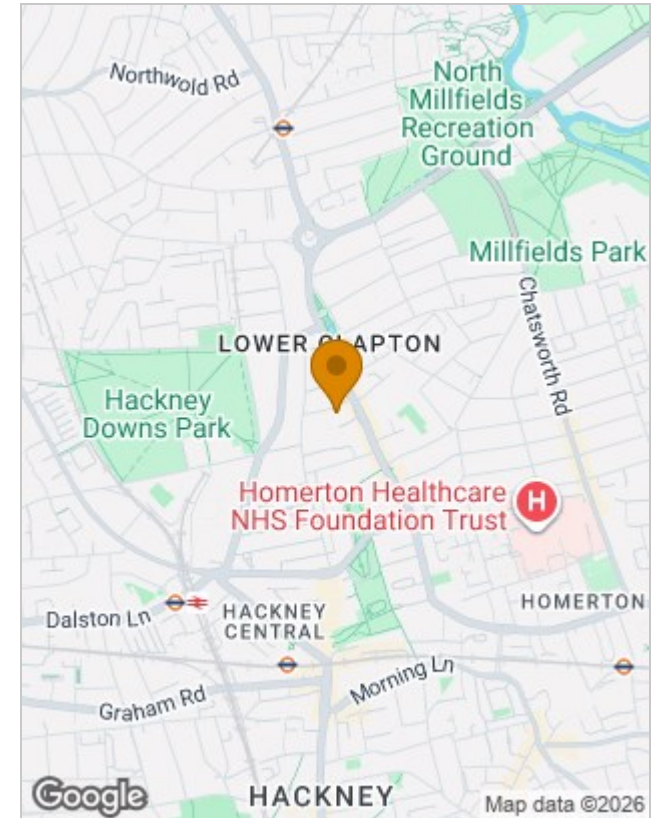 Northwold Rd
North
Millfields
Recreation
Ground
Millfields Park
Chatsworth Rd
LOWER CLAPTON
Hackney
Downs Park
Homerton Healthcare
NHS Foundation Trust
H
HOMERTON
Dalston Ln
HACKNEY
CENTRAL
Morning Ln
Graham Rd
HACKNEY
Google
Map data ©2026